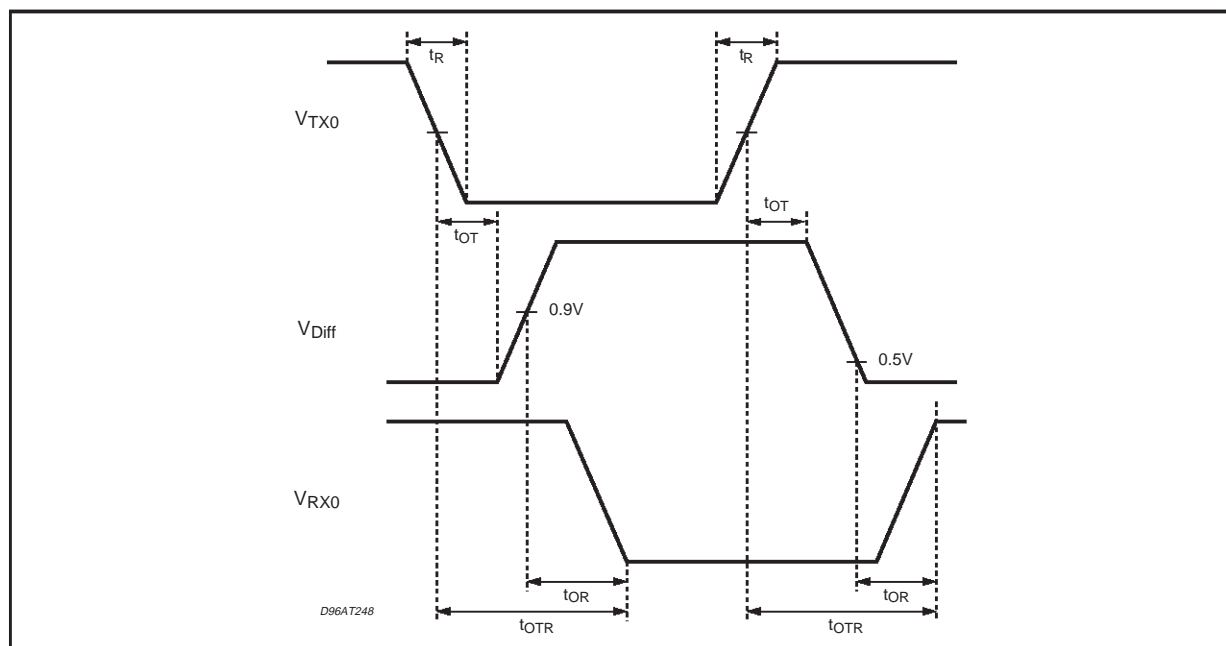 tR
tR
VTX0
tOT
tOT
0.9V
VDiff
0.5V
VRX0
tOR
tOR
D96AT248
tOTR
tOTR